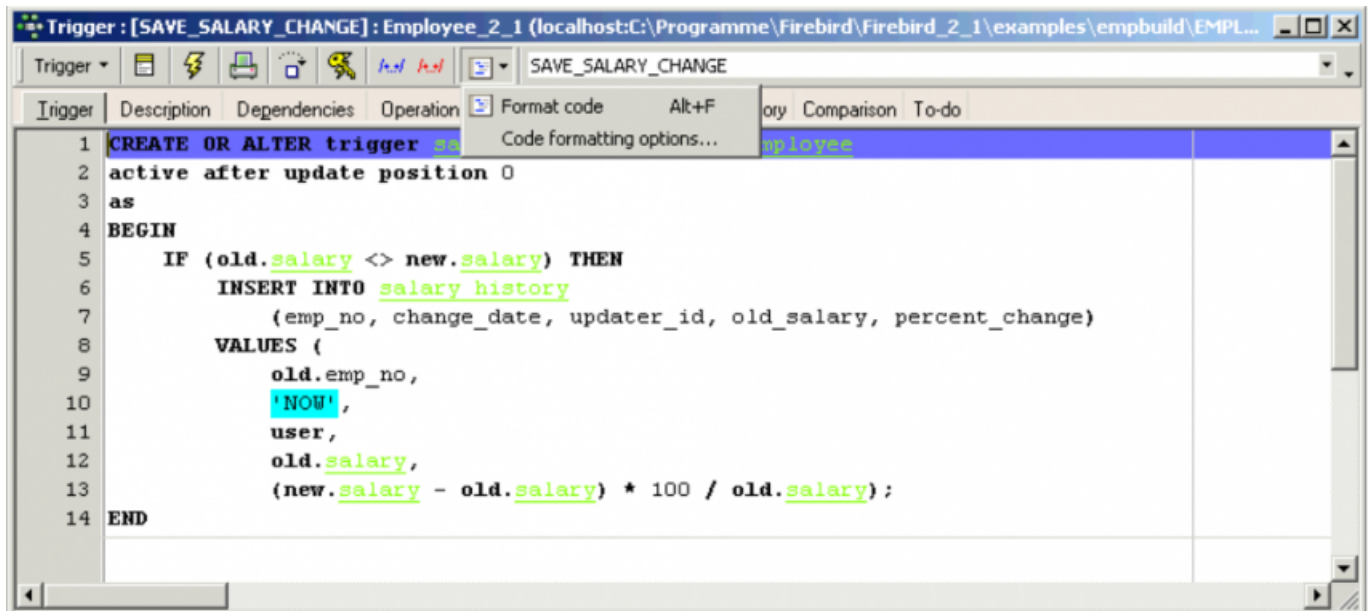 Trigger : [SAVE_SALARY_CHANGE] : Employee_2_1 (localhost:C:\Programme\Firebird\Firebird_2_1\examples\empbuild\EMPL...
Trigger SAVE_SALARY_CHANGE
Trigger Description Dependencies Operation ory Comparison To-do
Format code Alt+F
Code formatting options...
1 CREATE OR ALTER trigger sa mployee
2 active after update position 0
3 as
4 BEGIN
5 IF (old.salary <> new.salary) THEN
6 INSERT INTO salary_history
7 (emp_no, change_date, updater_id, old_salary, percent_change)
8 VALUES (
9 old.emp_no,
10 'NOW',
11 user,
12 old.salary,
13 (new.salary - old.salary) * 100 / old.salary);
14 END